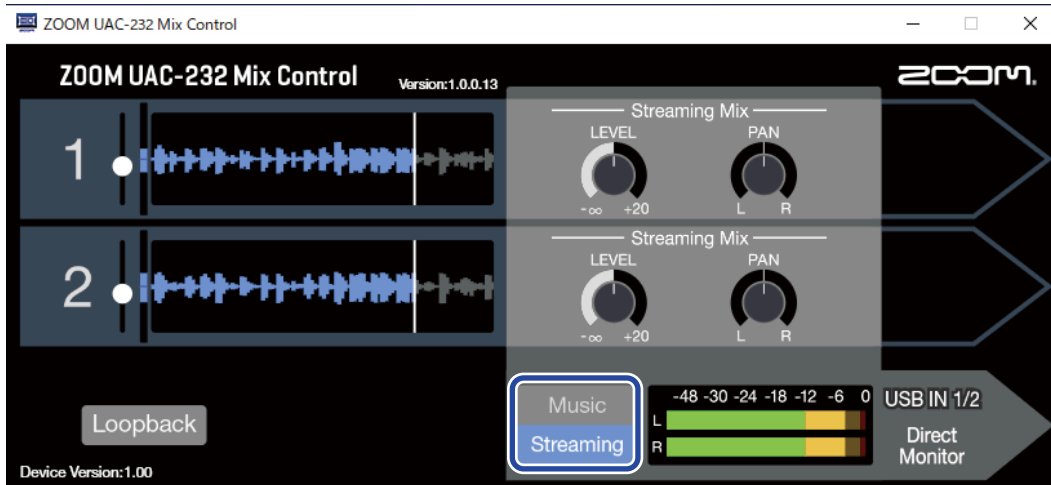 ZOOM UAC-232 Mix Control
ZOOM UAC-232 Mix Control
Version:1.0.0.13
ZOOM.
1
Streaming Mix
LEVEL PAN
-∞ +20 L R
2
Streaming Mix
LEVEL PAN
-∞ +20 L R
Loopback
Music
Streaming
-48 -30 -24 -18 -12 -6 0
L
R
USB IN 1/2
Direct
Monitor
Device Version:1.00